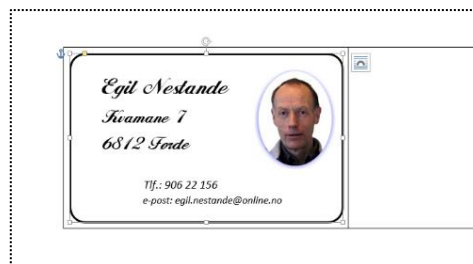 Egil Nestande
Kvamane 7
6812 Førde
Tlf.: 906 22 156
e-post: egil.nestande@online.no